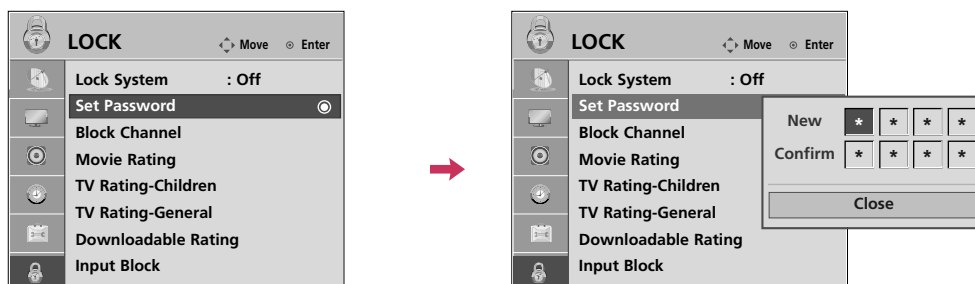 LOCK Move Enter
Lock System : Off
Set Password
Block Channel
Movie Rating
TV Rating-Children
TV Rating-General
Downloadable Rating
Input Block
LOCK Move Enter
Lock System : Off
Set Password
Block Channel
Movie Rating
TV Rating-Children
TV Rating-General
Downloadable Rating
Input Block
New * * * *
Confirm * * * *
Close